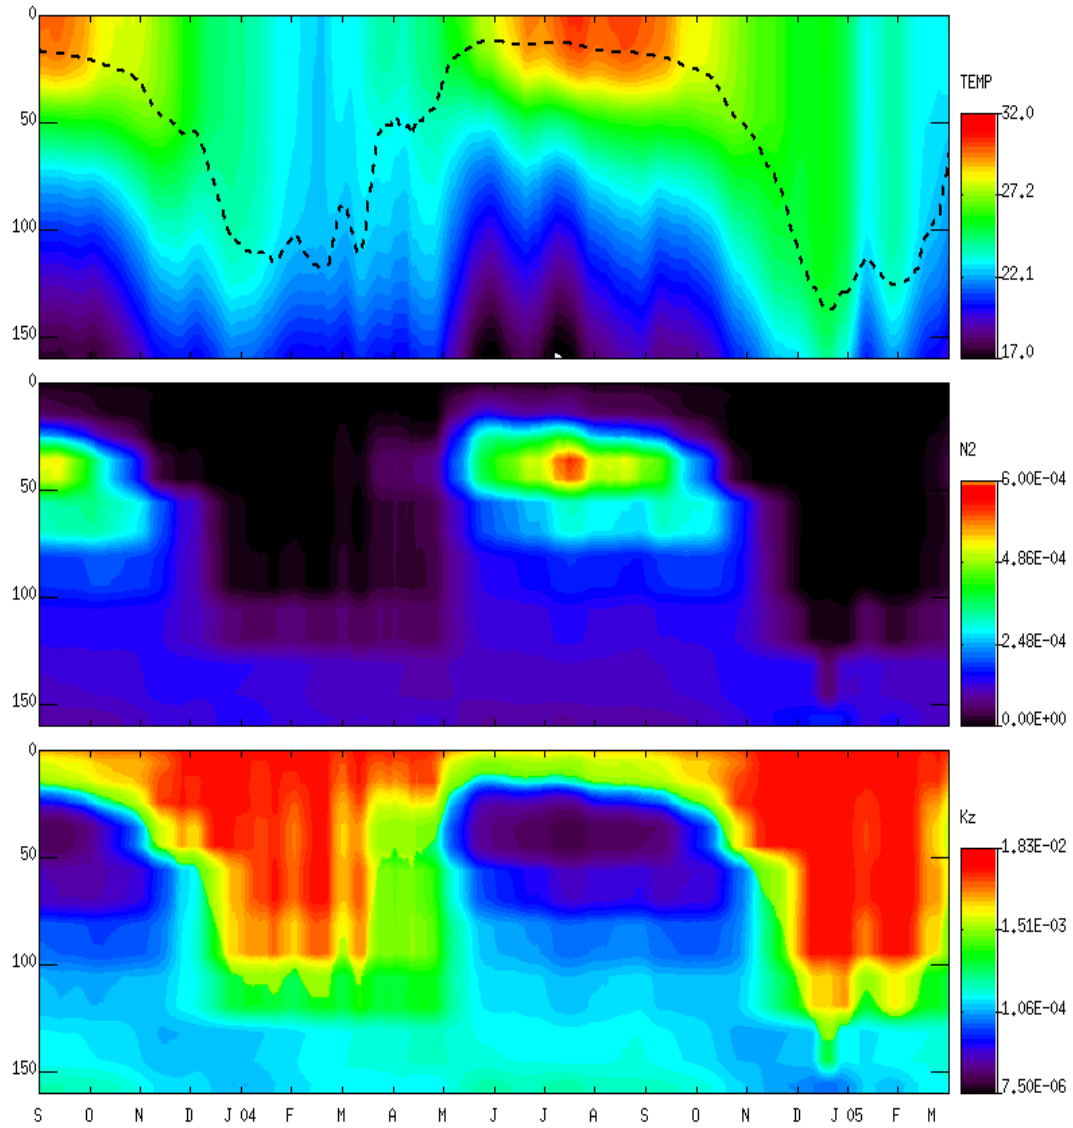 0
50
100
150
TEMP
32.0
27.2
22.1
17.0
0
50
100
150
N2
6.00E-04
4.86E-04
2.48E-04
0.00E+00
0
50
100
150
Kz
1.83E-02
1.51E-03
1.06E-04
7.50E-06
S O N D J 04 F M A M J J A S O N D J 05 F M